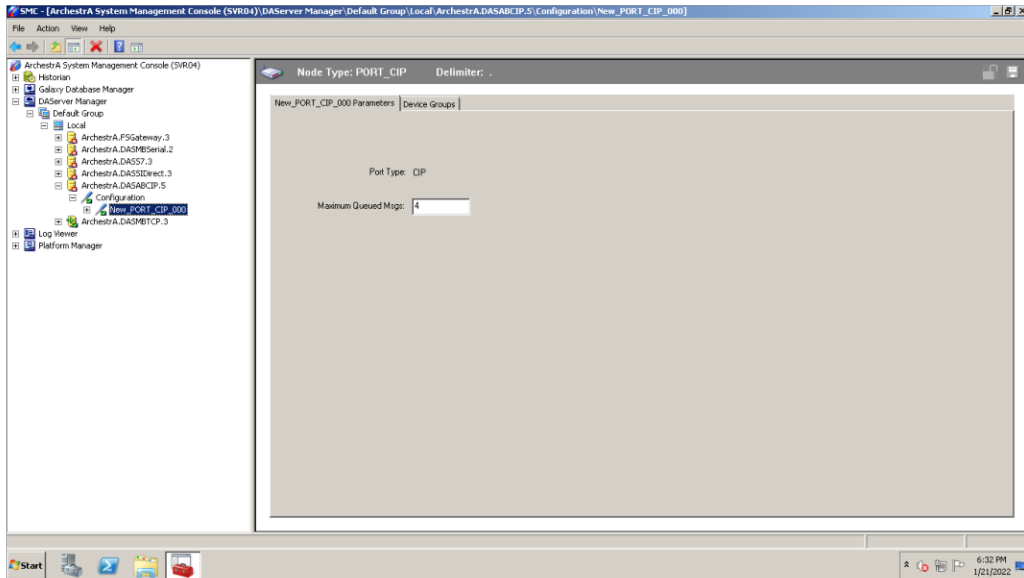 SMC - [ArchestrA System Management Console (SVR04)\DAServer Manager\Default Group\Local\ArchestrA.DASABCIP.5\Configuration\New_PORT_CIP_000]
File Action View Help
ArchestrA System Management Console (SVR04)
Historian
Galaxy Database Manager
DAServer Manager
Default Group
Local
ArchestrA.FSGateway.3
ArchestrA.DASMBSerial.2
ArchestrA.DASS7.3
ArchestrA.DASSIDirect.3
ArchestrA.DASABCIP.5
Configuration
New_PORT_CIP_000
ArchestrA.DASMBTCP.3
Log Viewer
Platform Manager
Node Type: PORT_CIP Delimiter: .
New_PORT_CIP_000 Parameters Device Groups
Port Type: CIP
Maximum Queued Msgs: 4
Start
6:32 PM
1/21/2022